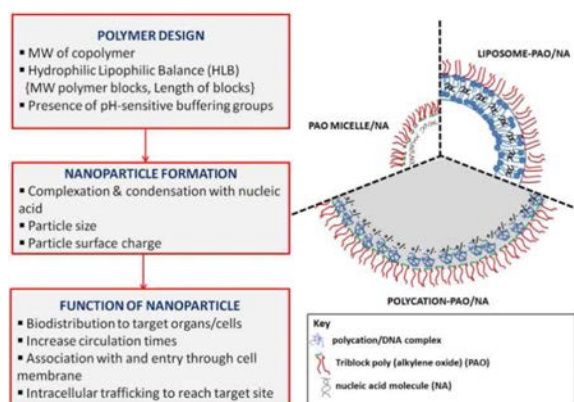 POLYMER DESIGN
▪ MW of copolymer
▪ Hydrophilic Lipophilic Balance (HLB)
{MW polymer blocks, Length of blocks}
▪ Presence of pH-sensitive buffering groups
NANOPARTICLE FORMATION
▪ Complexation & condensation with nucleic
acid
▪ Particle size
▪ Particle surface charge
FUNCTION OF NANOPARTICLE
▪ Biodistribution to target organs/cells
▪ Increase circulation times
▪ Association with and entry through cell
membrane
▪ Intracellular trafficking to reach target site
LIPOSOME-PAO/NA
PAO MICELLE/NA
POLYCATION-PAO/NA
Key
polycation/DNA complex
Triblock poly (alkylene oxide) (PAO)
nucleic acid molecule (NA)